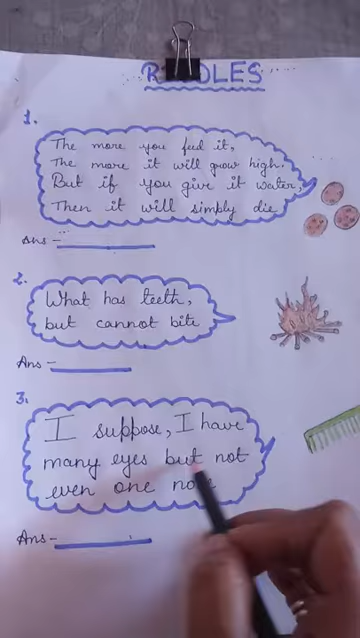 RIDDLES
1.
The more you feed it,
The more it will grow high.
But if you give it water,
Then it will simply die
Ans -
2.
What has teeth,
but cannot bite
Ans -
3.
I suppose, I have
many eyes but not
even one nose
Ans -